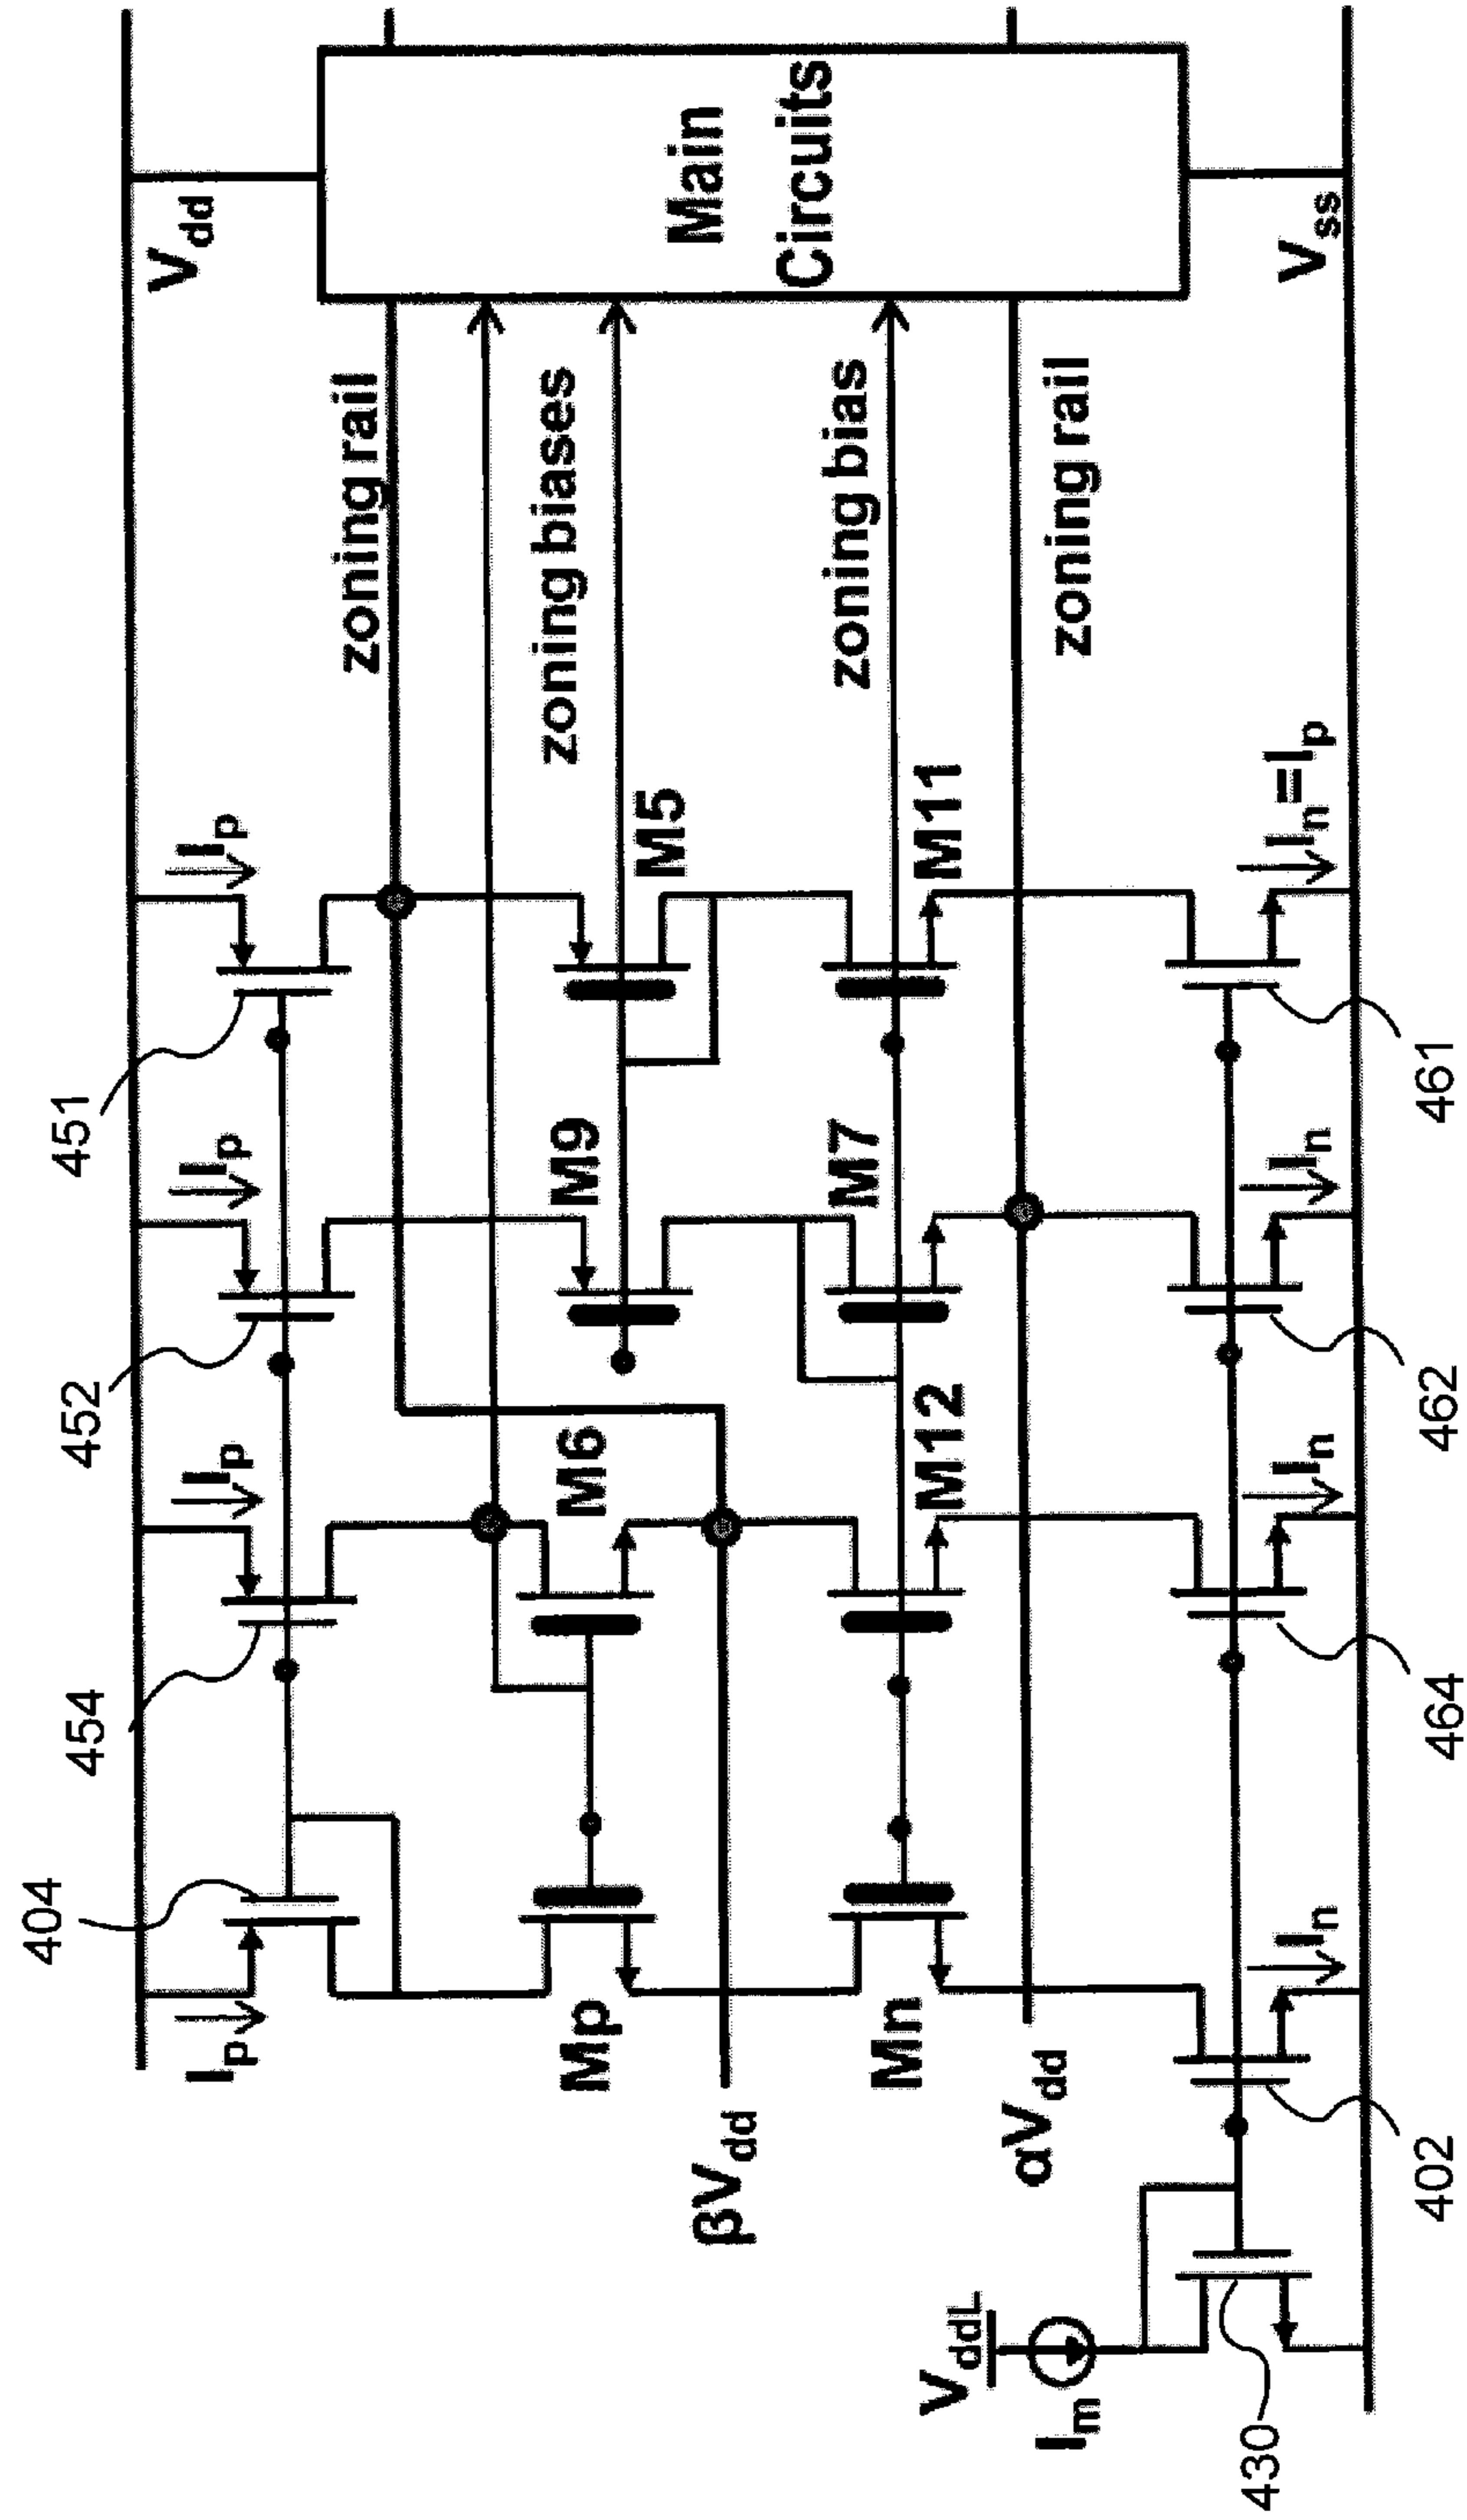 V_dd
Main
Circuits
V_ss
zoning rail
zoning biases
zoning bias
zoning rail
I_p
M5
M11
I_n=I_p
451
461
I_p
M9
M7
I_n
452
462
I_p
M6
M12
I_n
454
464
404
I_p
Mp
Mn
I_n
βV_dd
αV_dd
402
V_ddL
I_m
430